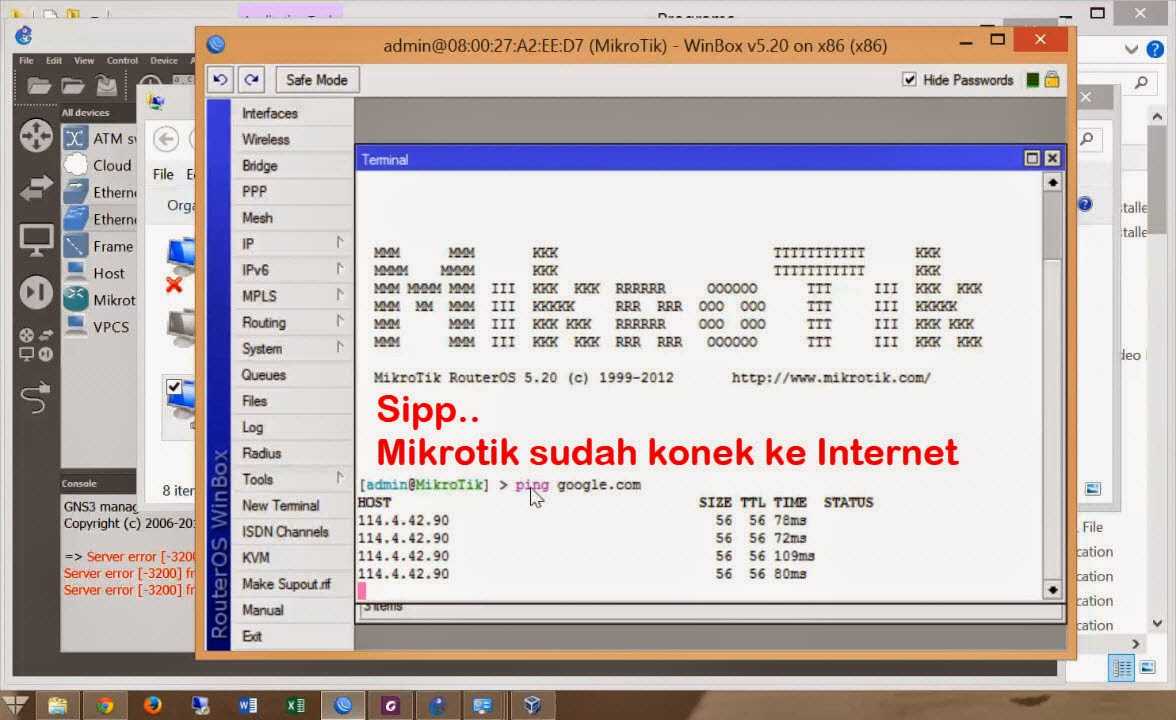 admin@08:00:27:A2:EE:D7 (MikroTik) - WinBox v5.20 on x86 (x86)
File Edit View Control Device
Safe Mode
Hide Passwords
All devices
ATM
Cloud
Ethern
Ethern
Frame
Host
Mikrot
VPCS
File
8 iter
Console
GNS3 manag
Copyright (c) 2006-20
=> Server error [-3200
Server error [-3200] fr
Server error [-3200] fr
RouterOS WinBox
Interfaces
Wireless
Bridge
PPP
Mesh
IP
IPv6
MPLS
Routing
System
Queues
Files
Log
Radius
Tools
New Terminal
ISDN Channels
KVM
Make Supout.rif
Manual
Exit
Terminal
MMM MMM KKK TTTTTTTTTTT KKK
MMMM MMMM KKK TTTTTTTTTTT KKK
MMM MMMM MMM III KKK KKK RRRRRR OOOOOO TTT III KKK KKK
MMM MM MMM III KKKKK RRR RRR OOO OOO TTT III KKKKK
MMM MMM III KKK KKK RRRRRR OOO OOO TTT III KKK KKK
MMM MMM III KKK KKK RRR RRR OOOOOO TTT III KKK KKK
MikroTik RouterOS 5.20 (c) 1999-2012 http://www.mikrotik.com/
Sipp..
Mikrotik sudah konek ke Internet
[admin@MikroTik] > ping google.com
HOST SIZE TTL TIME STATUS
114.4.42.90 56 56 78ms
114.4.42.90 56 56 72ms
114.4.42.90 56 56 109ms
114.4.42.90 56 56 80ms
3 items
stalle
stalle
deo
File
cation
cation
cation
cation